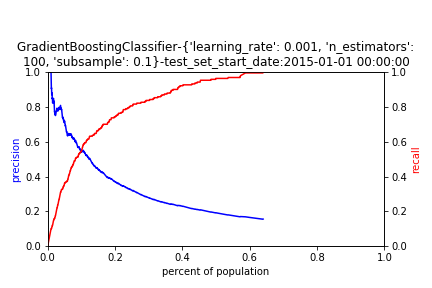 GradientBoostingClassifier-{'learning_rate': 0.001, 'n_estimators':
100, 'subsample': 0.1}-test_set_start_date:2015-01-01 00:00:00
1.0
0.8
0.6
0.4
0.2
0.0
precision
1.0
0.8
0.6
0.4
0.2
0.0
recall
0.0 0.2 0.4 0.6 0.8 1.0
percent of population